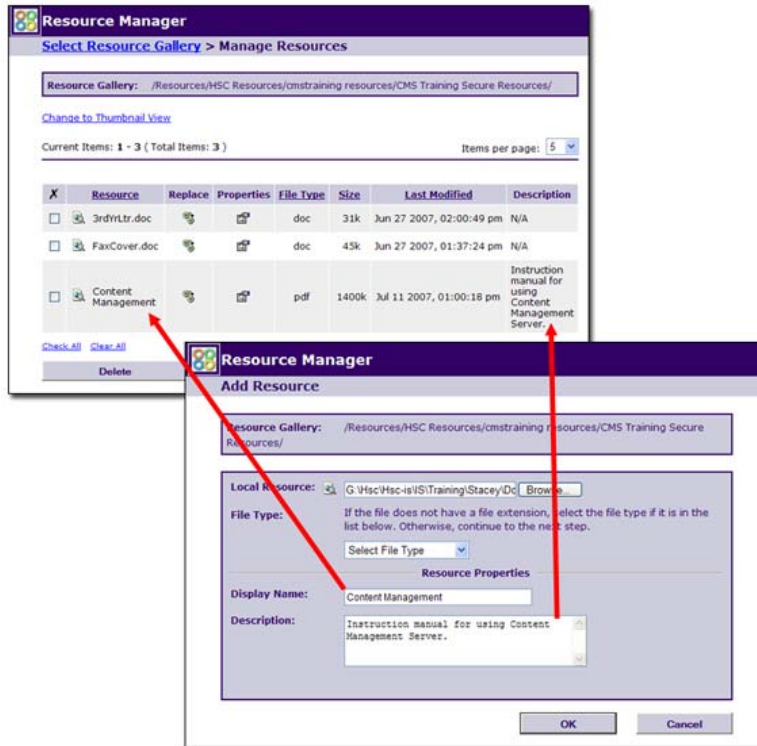 Resource Manager
Select Resource Gallery > Manage Resources
Resource Gallery: /Resources/HSC Resources/cmstraining resources/CMS Training Secure Resources/
Change to Thumbnail View
Current Items: 1 - 3 ( Total Items: 3 ) Items per page: 5
X Resource Replace Properties File Type Size Last Modified Description
3rdYrLtr.doc doc 31k Jun 27 2007, 02:00:49 pm N/A
FaxCover.doc doc 45k Jun 27 2007, 01:37:24 pm N/A
Content Management pdf 1400k Jul 11 2007, 01:00:18 pm
Instruction
manual for
using
Content
Management
Server.
Check All Clear All
Delete
Resource Manager
Add Resource
Resource Gallery: /Resources/HSC Resources/cmstraining resources/CMS Training Secure
Resources/
Local Resource: G:\Hsc\Hsc-is\IS\Training\Stacey\Dc Browse...
File Type: If the file does not have a file extension, select the file type if it is in the
list below. Otherwise, continue to the next step.
Select File Type
Resource Properties
Display Name: Content Management
Description: Instruction manual for using Content
Management Server.
OK Cancel